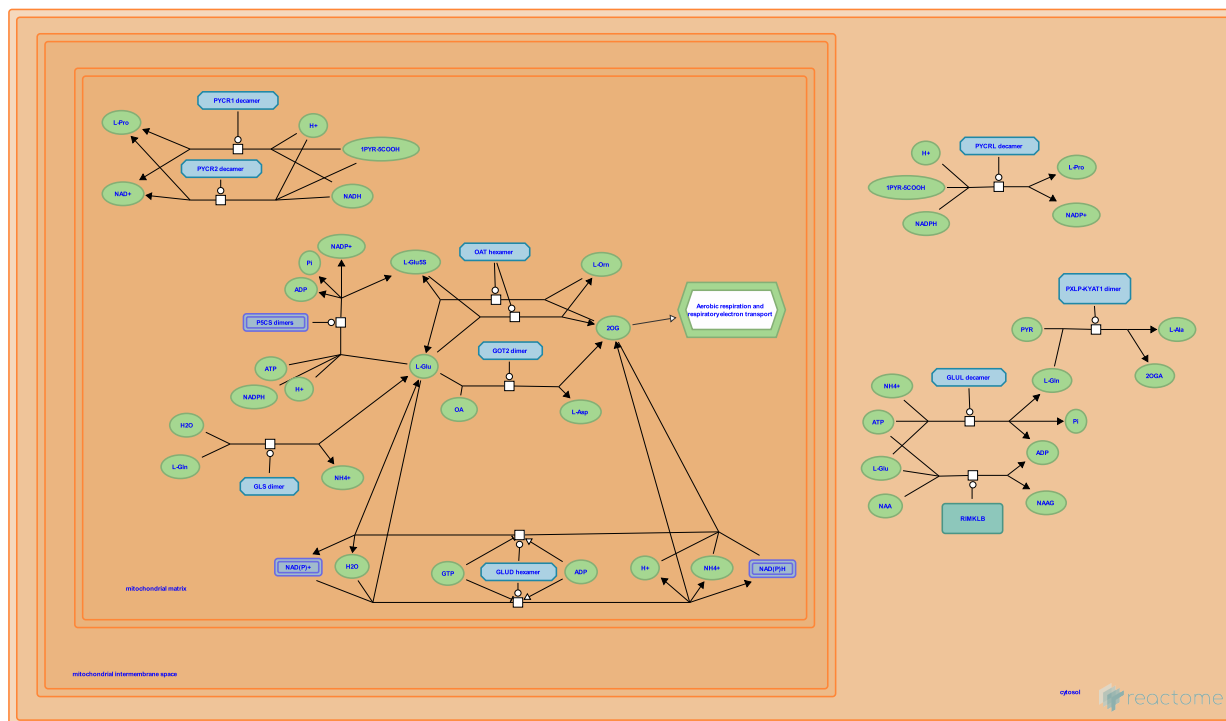 PYCR1 decamer
L-Pro
H+
1PYR-5COOH
PYCR2 decamer
NAD+
NADH
PYCRL decamer
H+
L-Pro
1PYR-5COOH
NADPH
NADP+
NADP+
Pi
L-Glu5S
OAT hexamer
L-Orn
ADP
P5CS dimers
Aerobic respiration and
respiratory electron transport
2OG
PXLP-KYAT1 dimer
PYR
L-Ala
GOT2 dimer
L-Glu
ATP
NADPH
H+
OA
L-Asp
L-Gln
2OGA
GLUL decamer
NH4+
ATP
Pi
H2O
L-Gln
GLS dimer
NH4+
L-Glu
ADP
NAA
NAAG
RIMKLB
NAD(P)+
H2O
GTP
GLUD hexamer
ADP
H+
NH4+
NAD(P)H
mitochondrial matrix
mitochondrial intermembrane space
cytosol
reactome